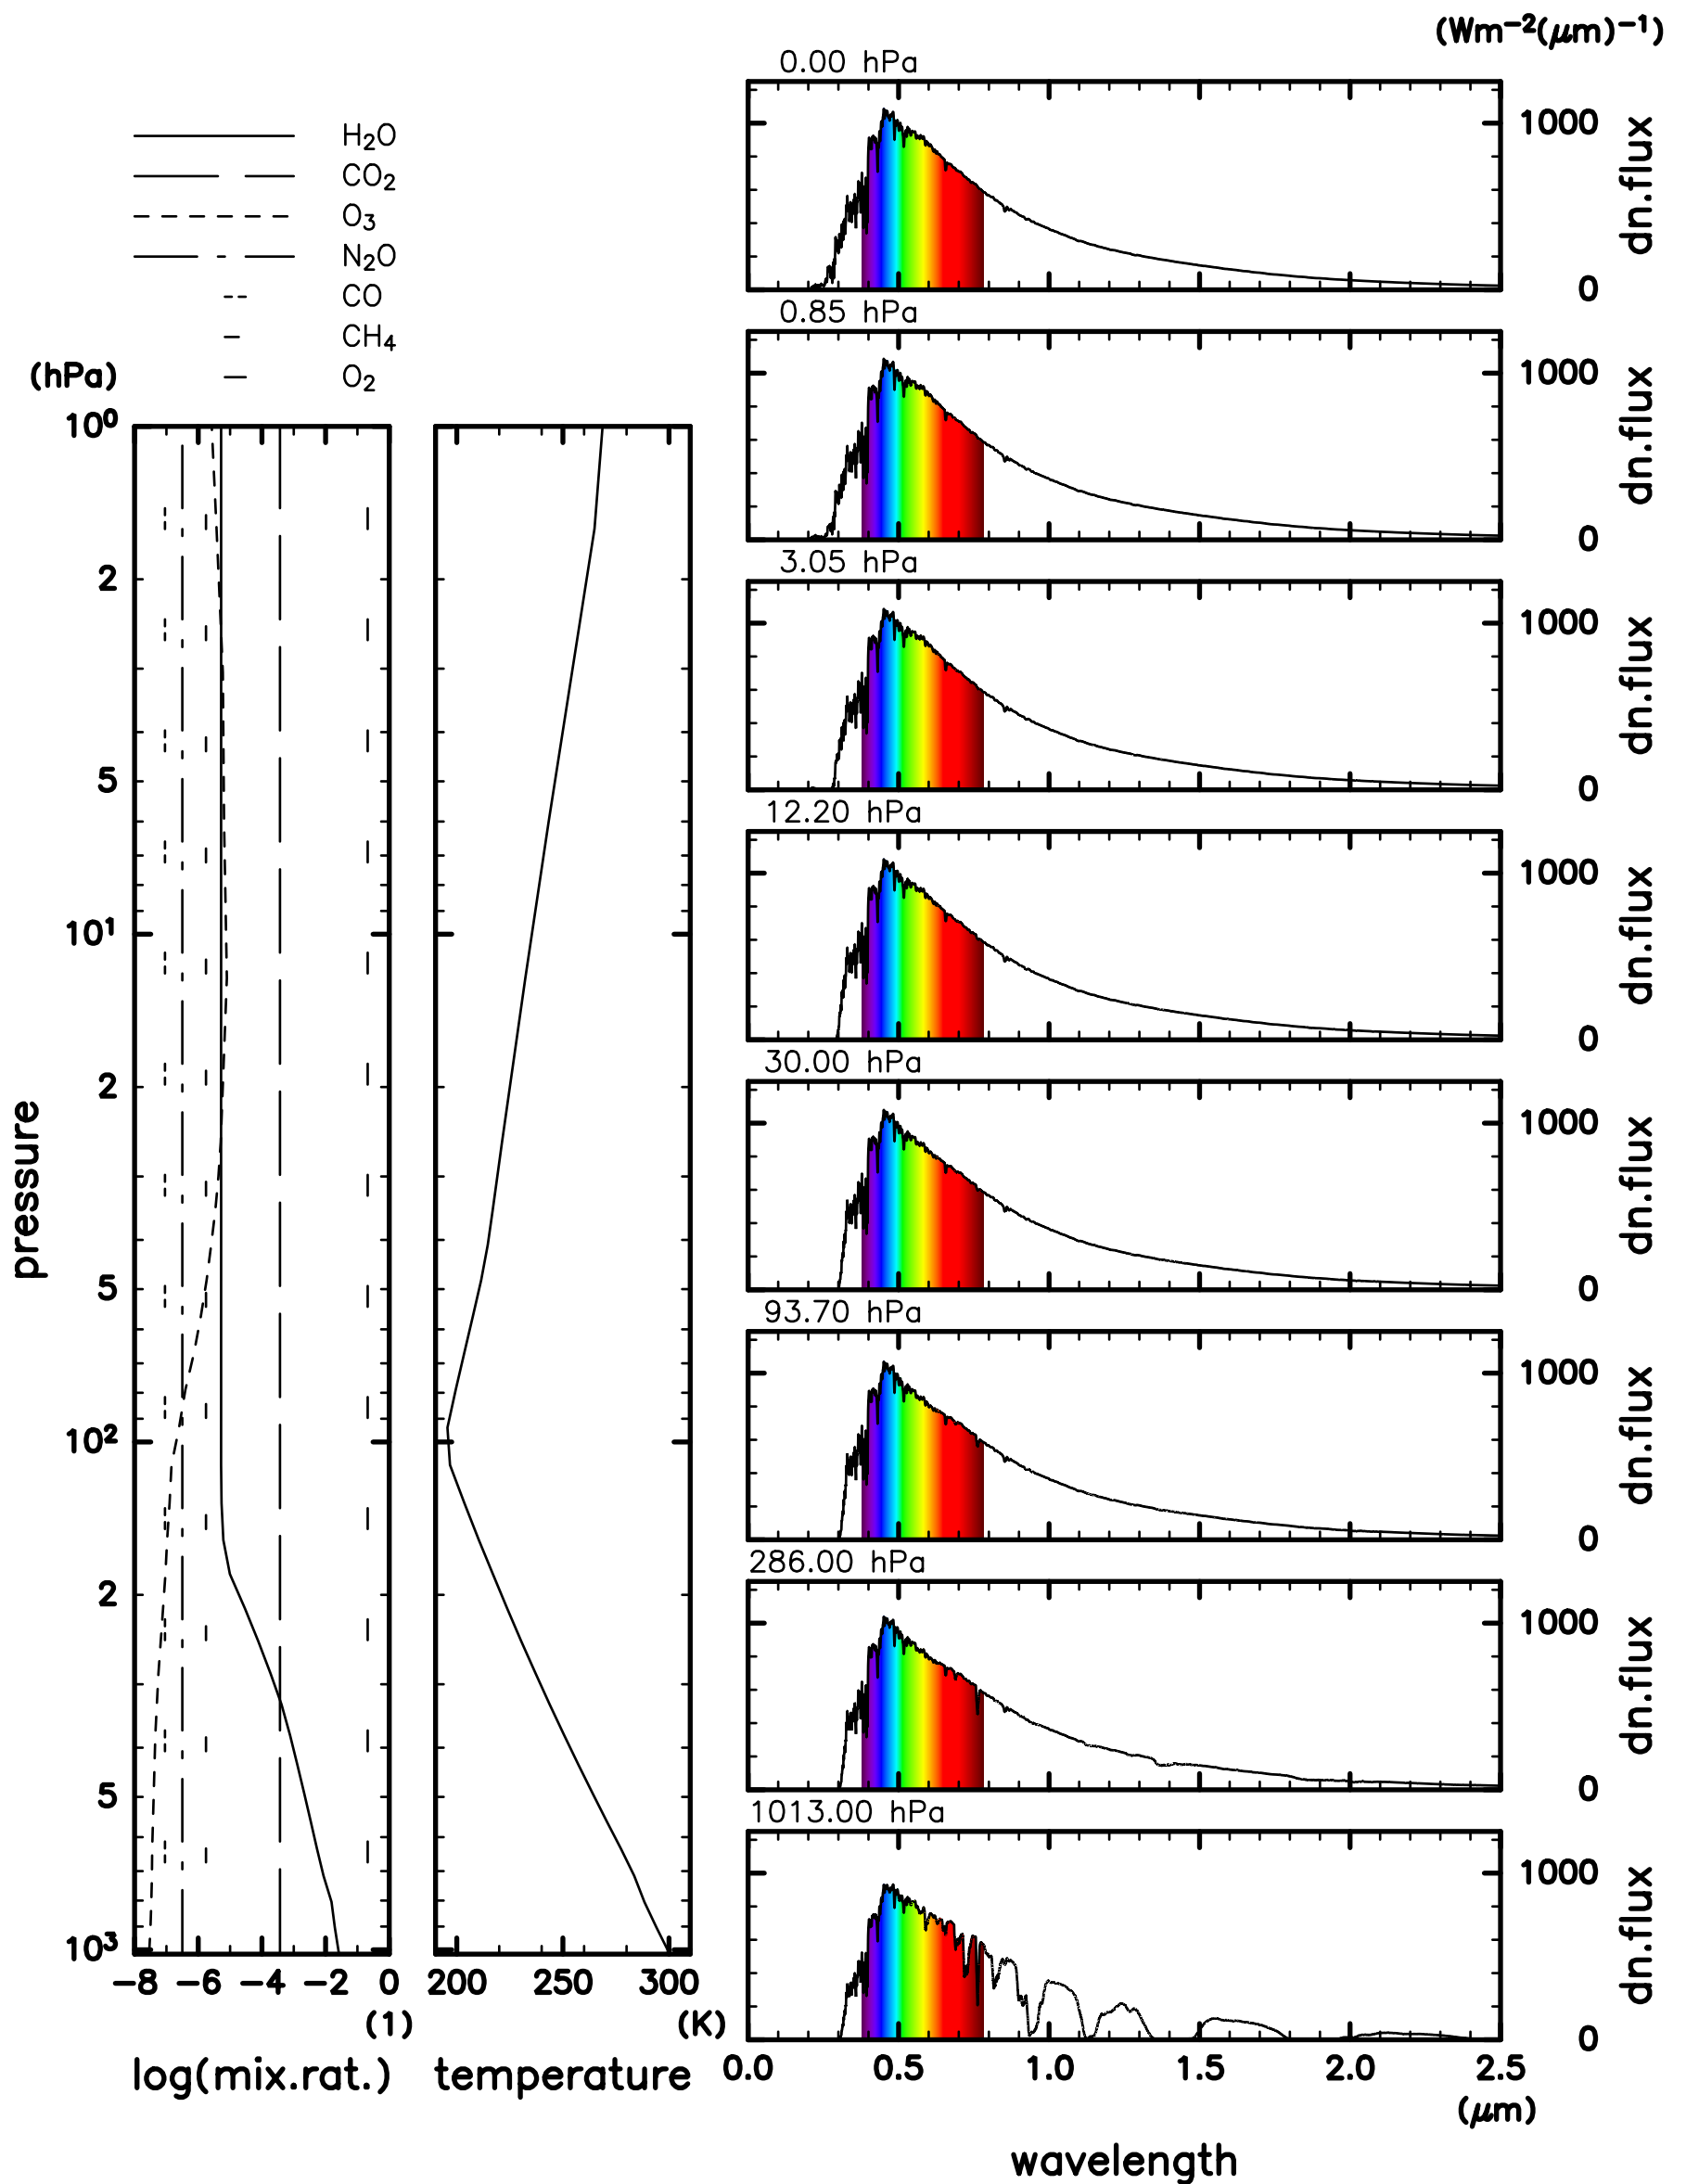 H₂O
CO₂
O₃
N₂O
CO
CH₄
O₂
(hPa)
10⁰
2
5
10¹
2
5
10²
2
5
10³
pressure
−8 −6 −4 −2 0
(1)
log(mix.rat.)
200 250 300
(K)
temperature
(Wm−2(μm)−1)
0.00 hPa
1000
0
dn.flux
0.85 hPa
1000
0
dn.flux
3.05 hPa
1000
0
dn.flux
12.20 hPa
1000
0
dn.flux
30.00 hPa
1000
0
dn.flux
93.70 hPa
1000
0
dn.flux
286.00 hPa
1000
0
dn.flux
1013.00 hPa
1000
0
dn.flux
0.0 0.5 1.0 1.5 2.0 2.5
(μm)
wavelength